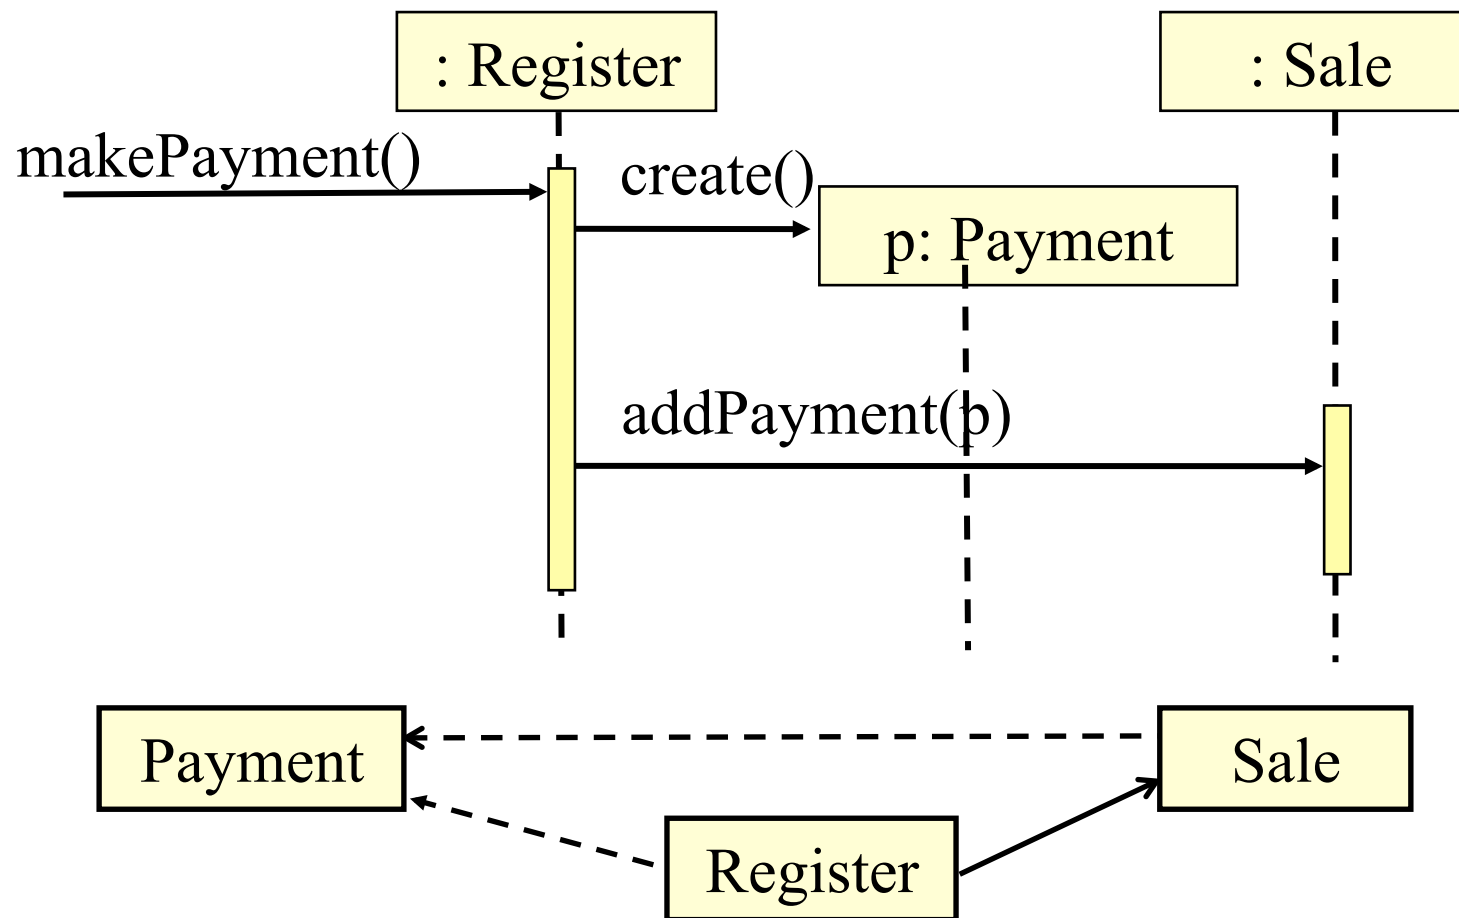 : Register
: Sale
makePayment()
create()
p: Payment
addPayment(p)
Payment
Sale
Register